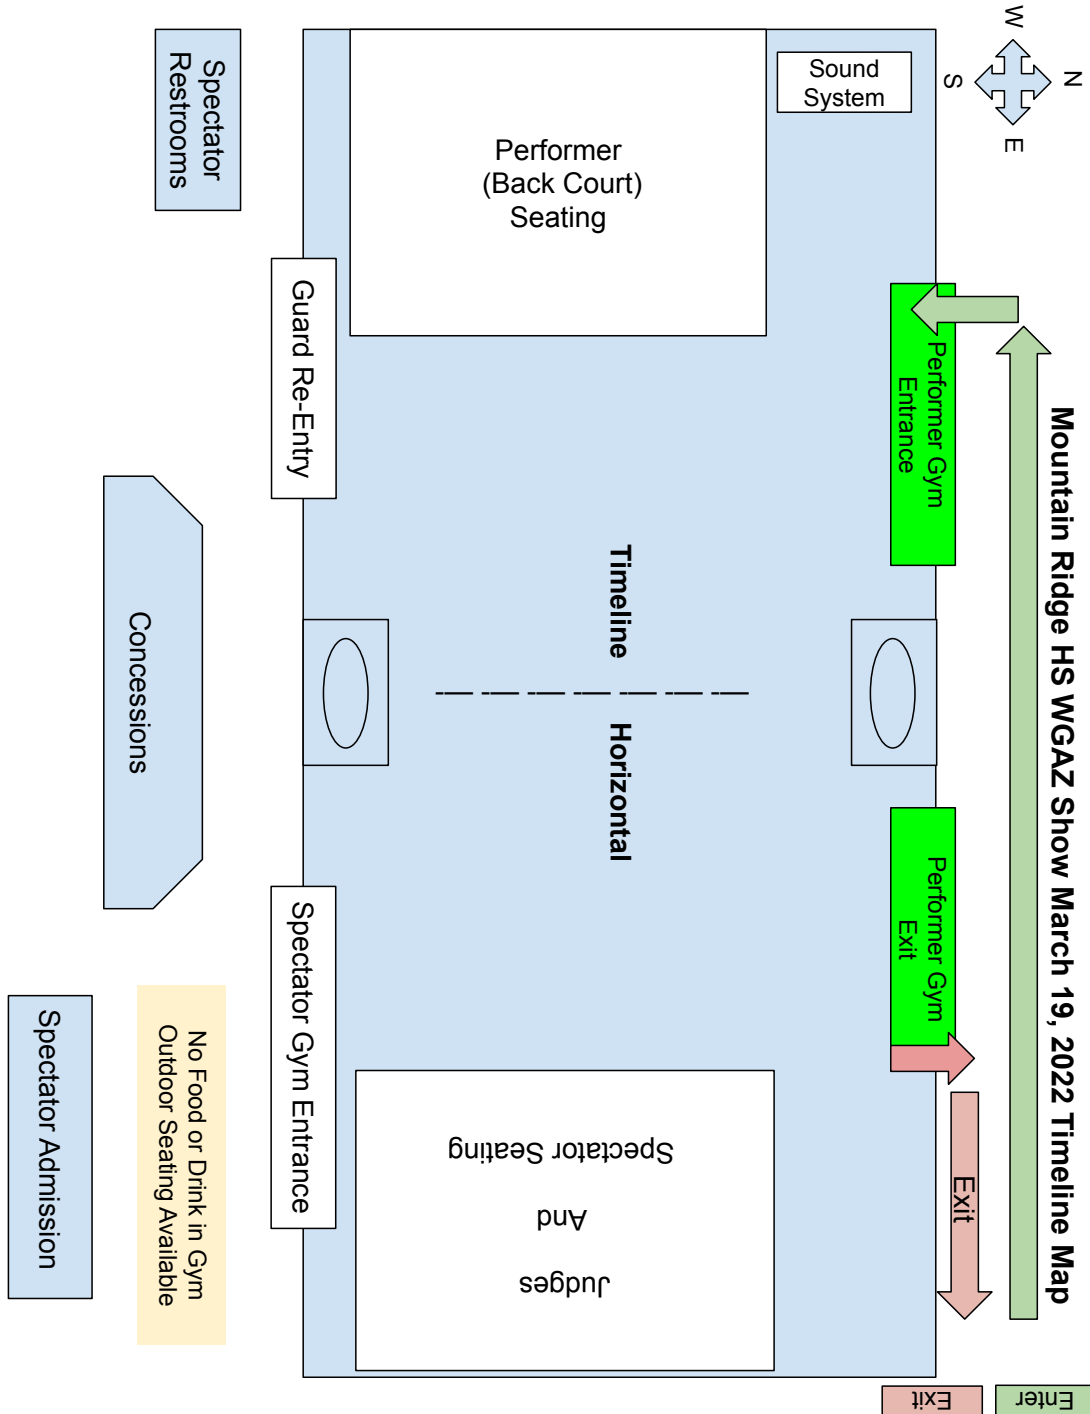 Mountain Ridge HS WGAZ Show March 19, 2022 Timeline Map
W
N
S
E
Enter
Exit
Sound
System
Performer
(Back Court)
Seating
Performer Gym
Entrance
Performer Gym
Exit
Exit
Timeline
Horizontal
Spectator Seating
And
Judges
Guard Re-Entry
Spectator Gym Entrance
Spectator
Restrooms
Concessions
No Food or Drink in Gym
Outdoor Seating Available
Spectator Admission